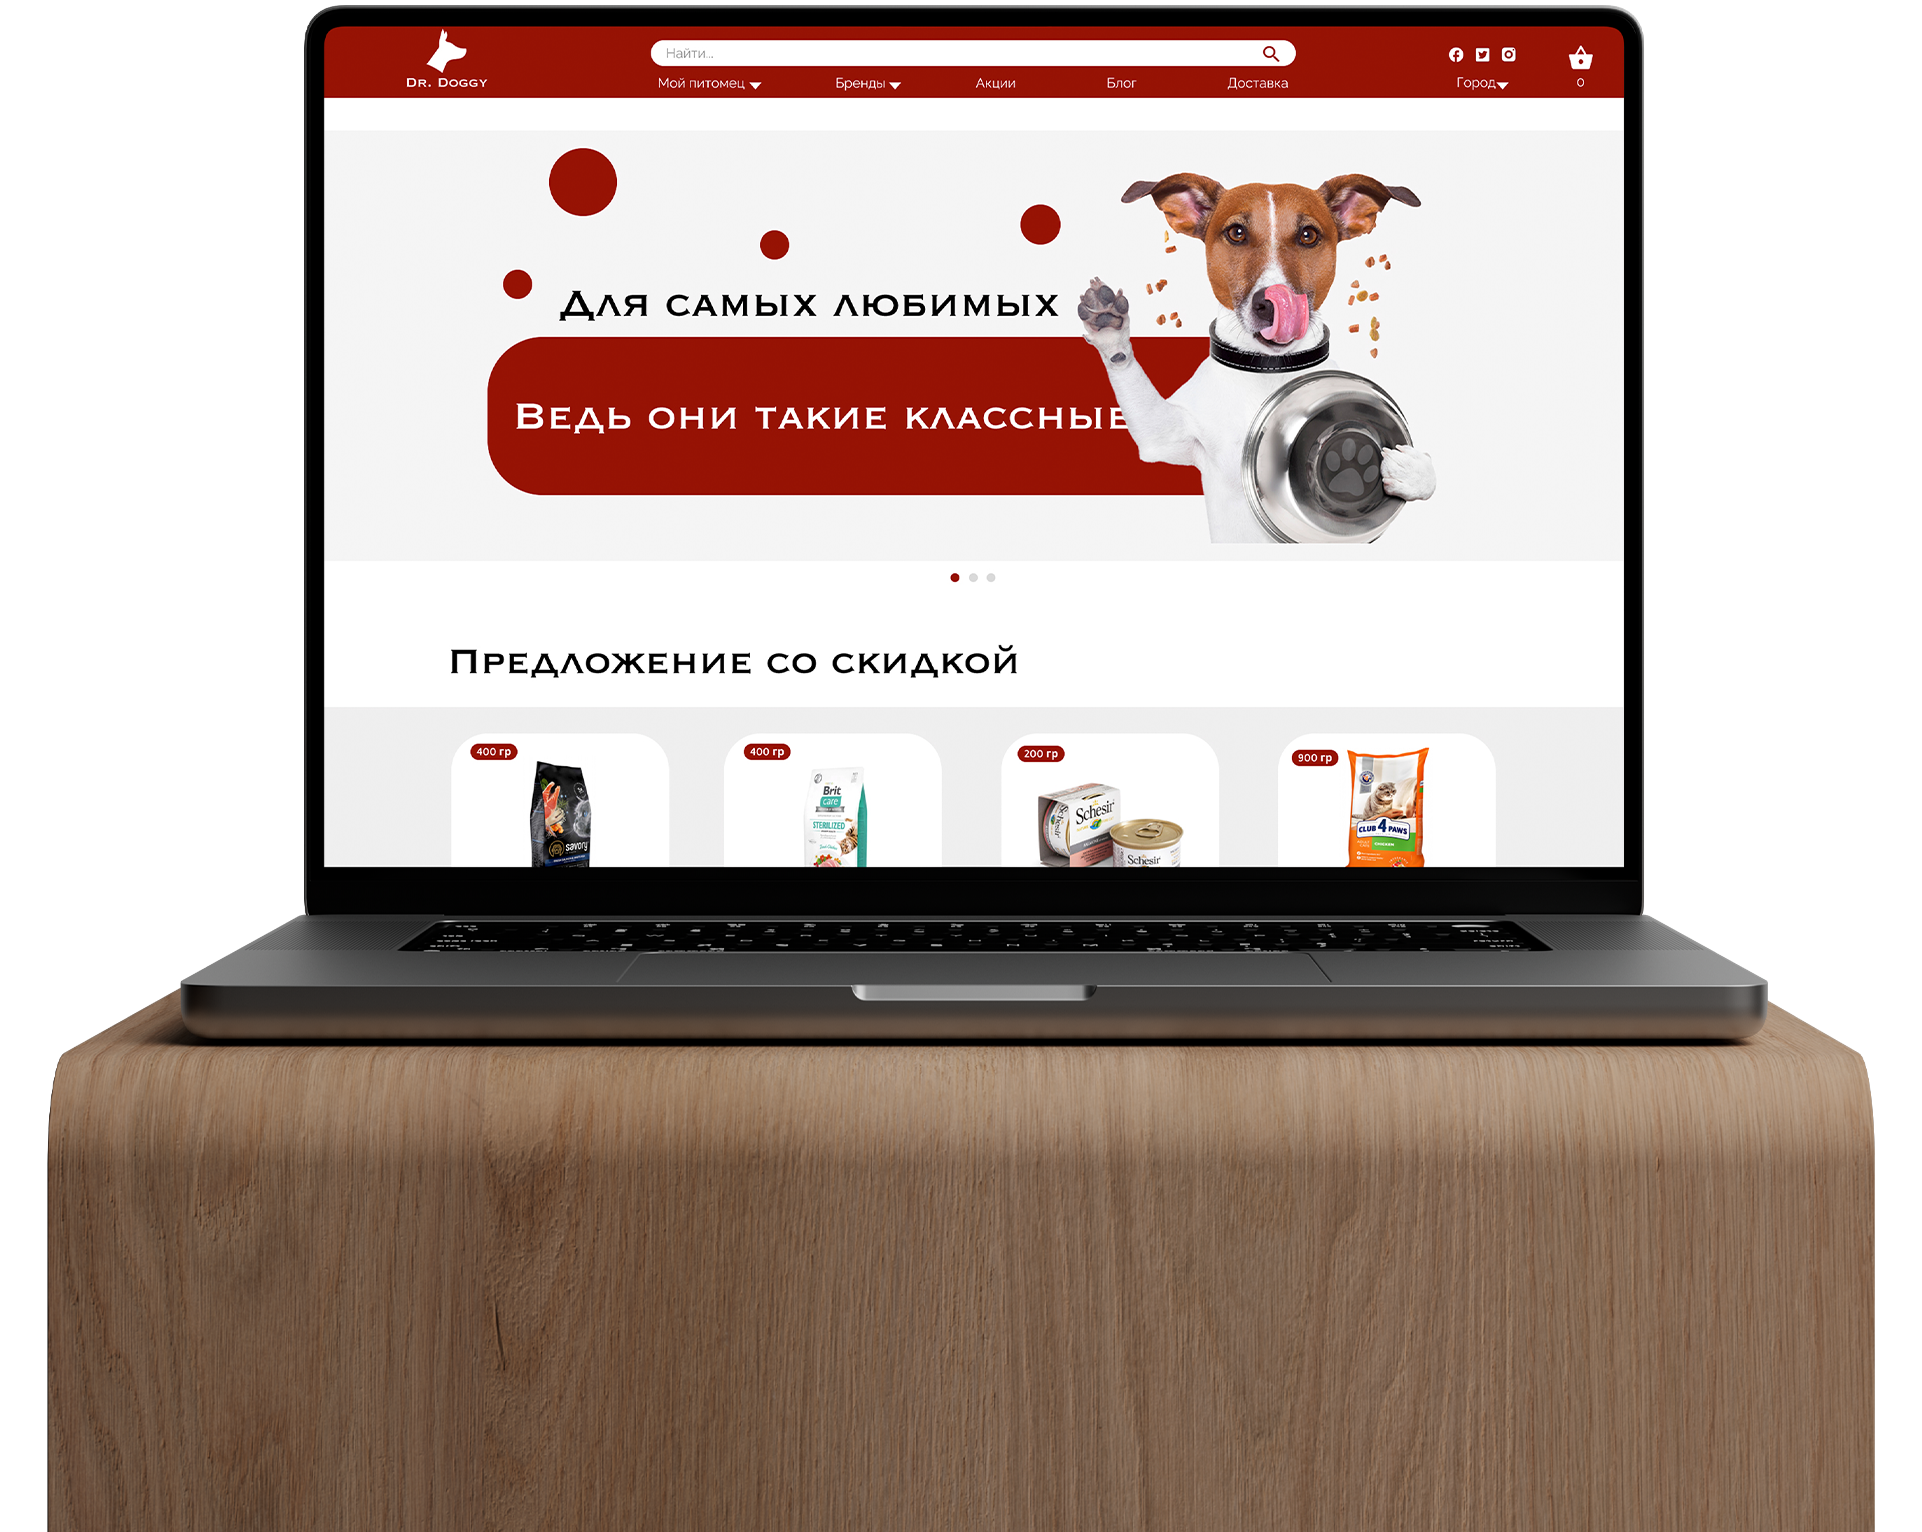 Найти...
Dr. Doggy
Мой питомец
Бренды
Акции
Блог
Доставка
Город
0
Для самых любимых
Ведь они такие классные
Предложение со скидкой
400 гр
400 гр
200 гр
900 гр
savory
Brit
care
STERILIZED
Schesir
Schesir
CLUB 4 PAWS
CHICKEN